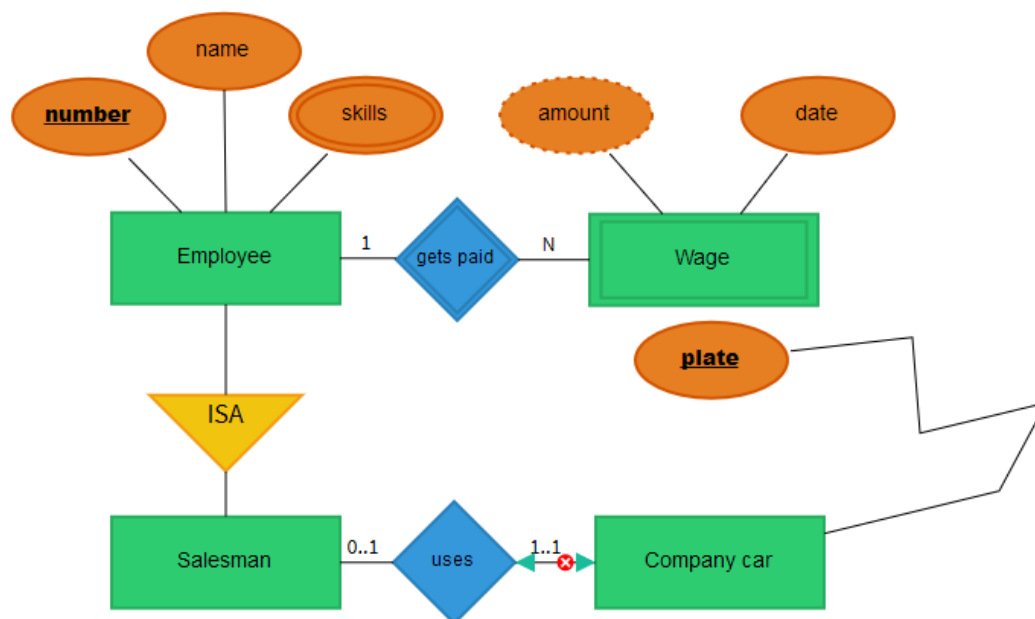 name
number
skills
amount
date
Employee
1
gets paid
N
Wage
plate
ISA
Salesman
0..1
uses
1..1
Company car